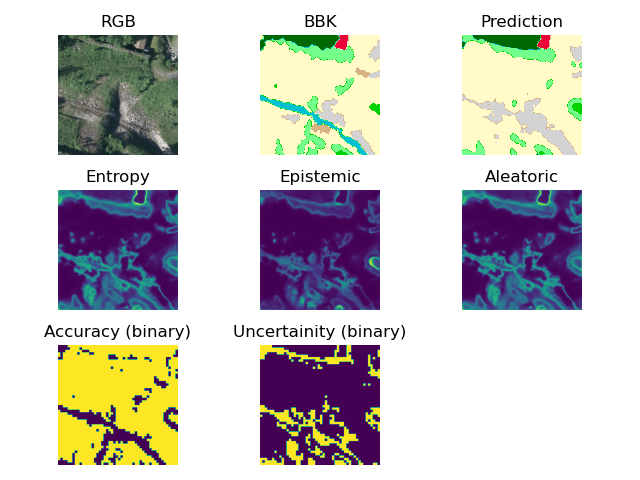 RGB
BBK
Prediction
Entropy
Epistemic
Aleatoric
Accuracy (binary)
Uncertainity (binary)